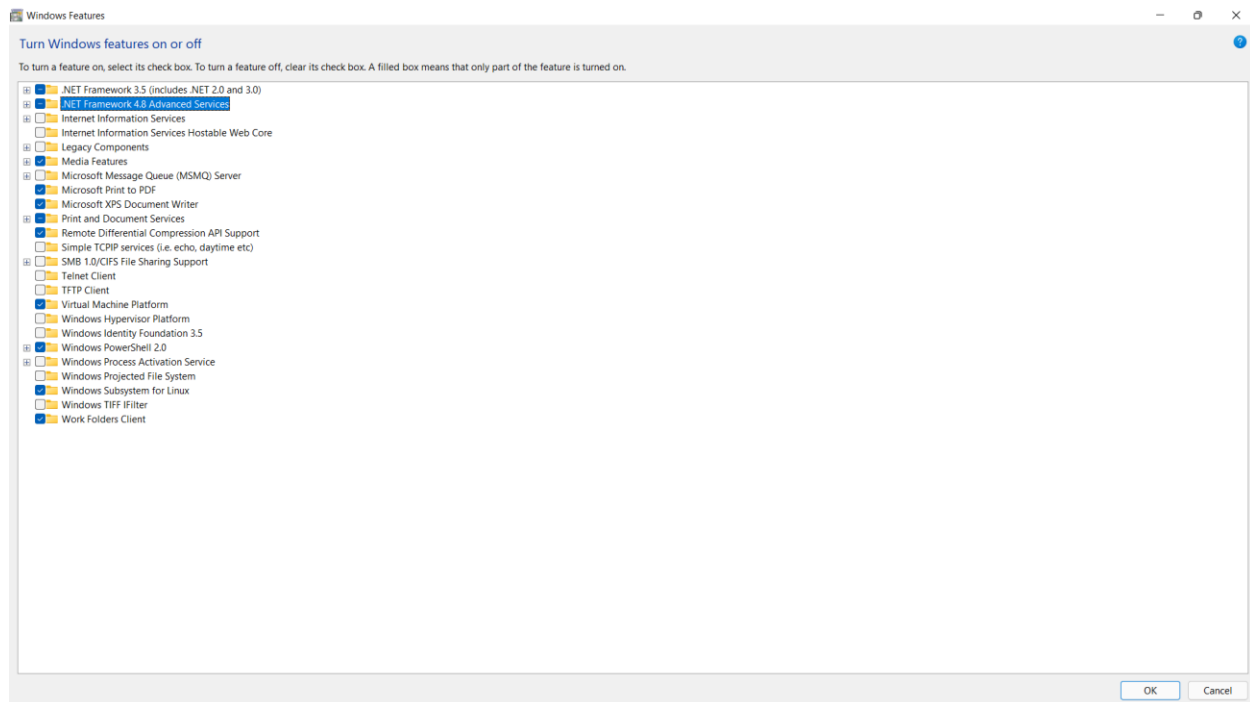 Windows Features
Turn Windows features on or off
To turn a feature on, select its check box. To turn a feature off, clear its check box. A filled box means that only part of the feature is turned on.
.NET Framework 3.5 (includes .NET 2.0 and 3.0)
.NET Framework 4.8 Advanced Services
Internet Information Services
Internet Information Services Hostable Web Core
Legacy Components
Media Features
Microsoft Message Queue (MSMQ) Server
Microsoft Print to PDF
Microsoft XPS Document Writer
Print and Document Services
Remote Differential Compression API Support
Simple TCPIP services (i.e. echo, daytime etc)
SMB 1.0/CIFS File Sharing Support
Telnet Client
TFTP Client
Virtual Machine Platform
Windows Hypervisor Platform
Windows Identity Foundation 3.5
Windows PowerShell 2.0
Windows Process Activation Service
Windows Projected File System
Windows Subsystem for Linux
Windows TIFF IFilter
Work Folders Client
OK Cancel